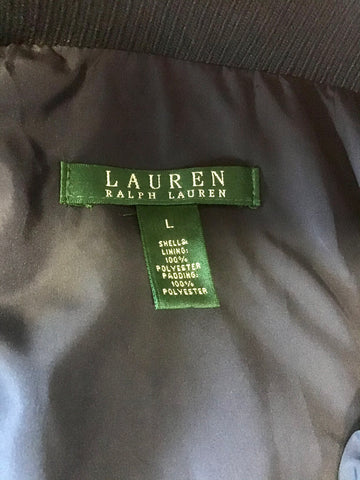 LAUREN
RALPH LAUREN
L
SHELL&
LINING:
100%
POLYESTER
PADDING:
100%
POLYESTER